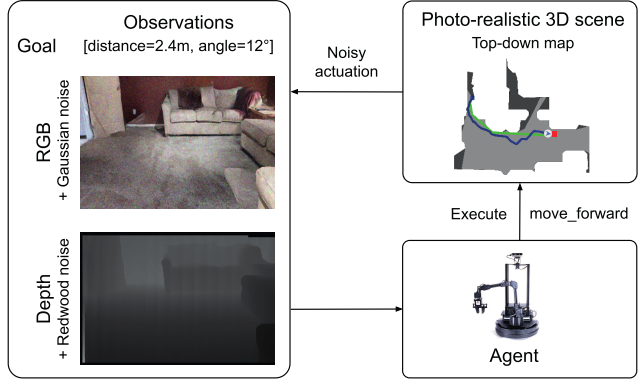 Observations
Goal
[distance=2.4m, angle=12°]
RGB
+ Gaussian noise
Depth
+ Redwood noise
Noisy
actuation
Photo-realistic 3D scene
Top-down map
Execute
move_forward
Agent